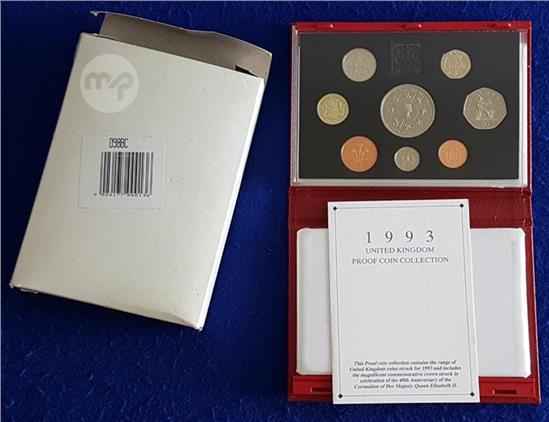 mp
D98BC
1993
UNITED KINGDOM
PROOF COIN COLLECTION
This Proof coin collection contains the range of
United Kingdom coins struck for 1993 and includes
the magnificent commemorative crown struck in
celebration of the 40th Anniversary of the
Coronation of Her Majesty Queen Elizabeth II.